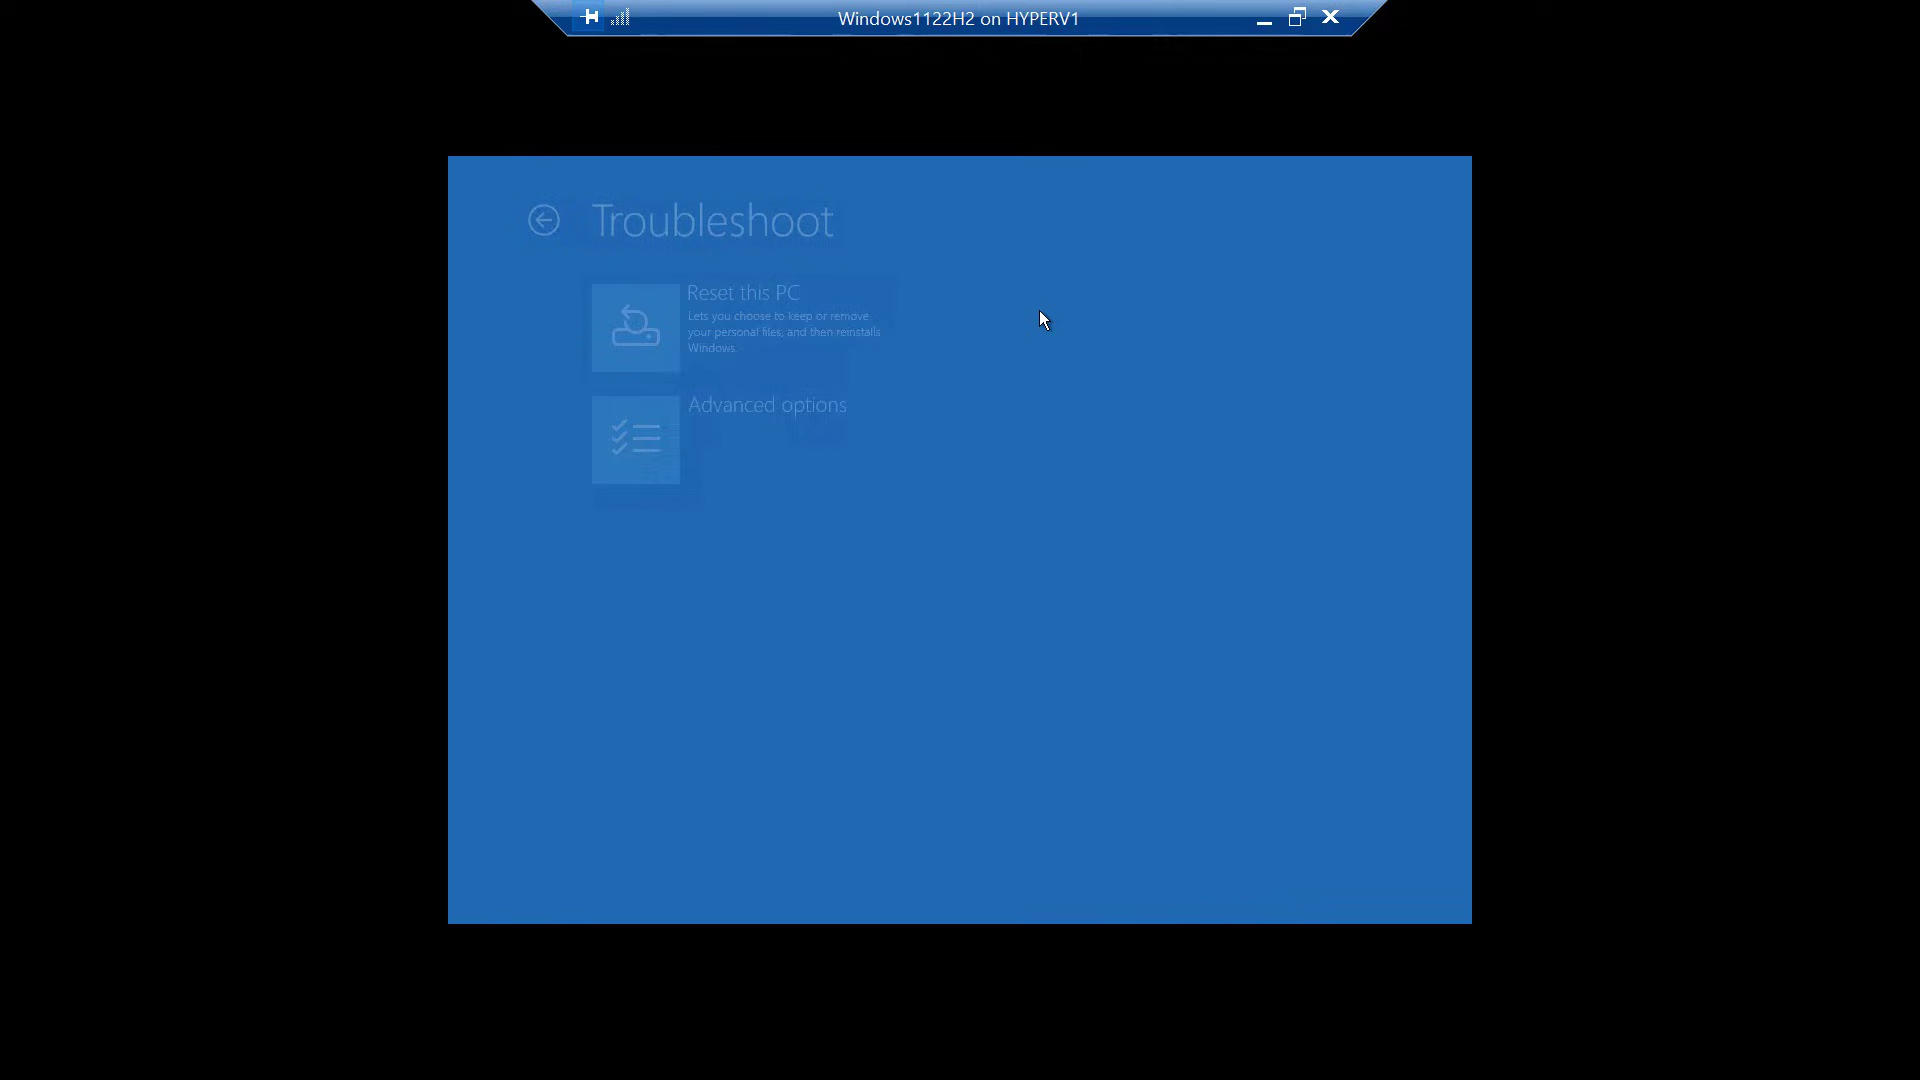 Windows1122H2 on HYPERV1
Troubleshoot
Reset this PC
Lets you choose to keep or remove
your personal files, and then reinstalls
Windows.
Advanced options